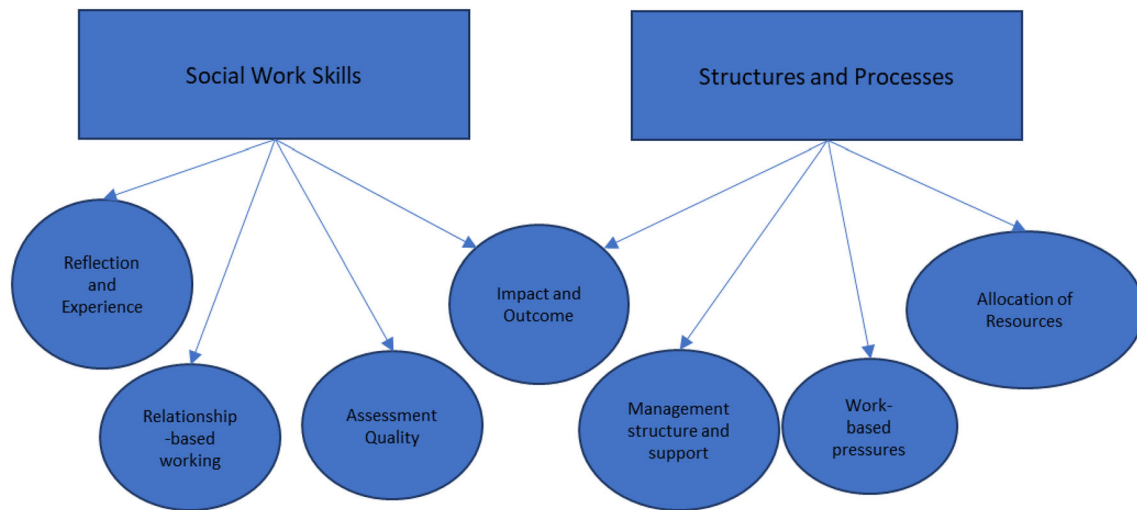 Social Work Skills
Structures and Processes
Reflection
and
Experience
Impact and
Outcome
Allocation of
Resources
Relationship
-based
working
Assessment
Quality
Management
structure and
support
Work-
based
pressures